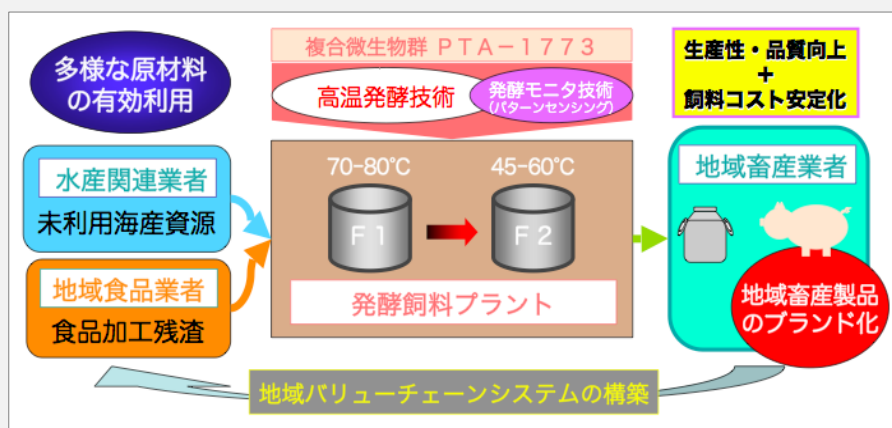 多様な原材料
の有効利用
複合微生物群 PTA-1773
高温発酵技術
発酵モニタ技術
(パターンセンシング)
生産性・品質向上
+
飼料コスト安定化
水産関連業者
未利用海産資源
地域食品業者
食品加工残渣
70-80℃
45-60℃
F1
F2
発酵飼料プラント
地域畜産業者
地域畜産製品
のブランド化
地域バリューチェーンシステムの構築